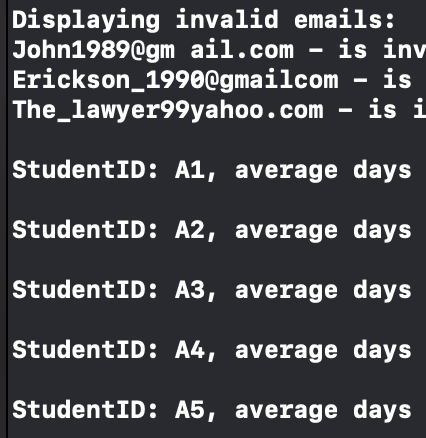 Displaying invalid emails:
John1989@gm ail.com - is inv
Erickson_1990@gmailcom - is
The_lawyer99yahoo.com - is i
StudentID: A1, average days
StudentID: A2, average days
StudentID: A3, average days
StudentID: A4, average days
StudentID: A5, average days